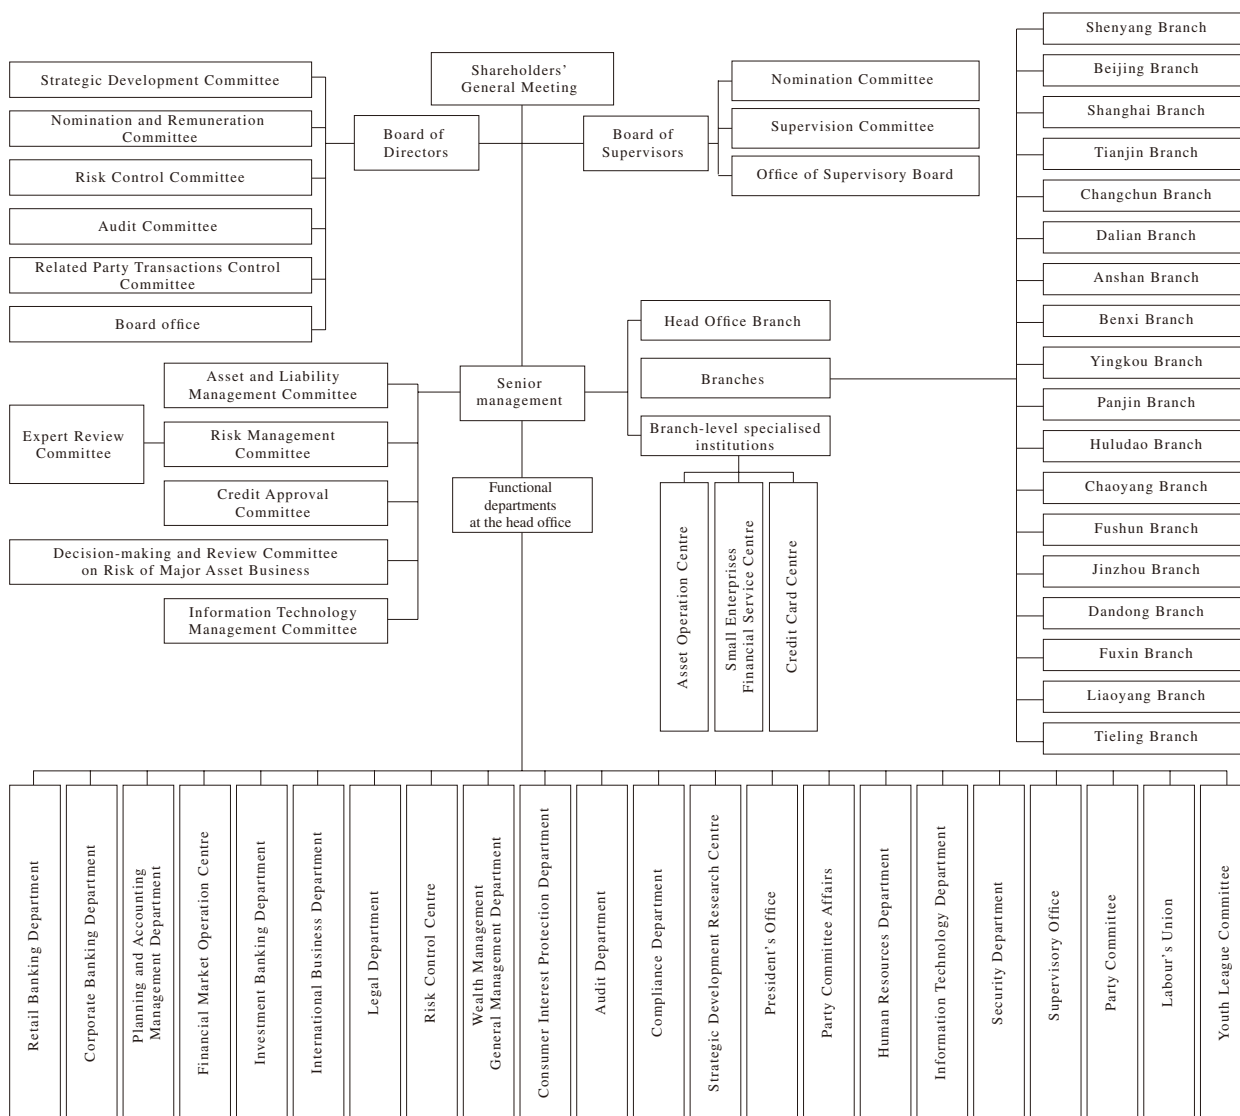 Shareholders'
General Meeting
Strategic Development Committee
Nomination and Remuneration
Committee
Risk Control Committee
Audit Committee
Related Party Transactions Control
Committee
Board office
Board of
Directors
Board of
Supervisors
Nomination Committee
Supervision Committee
Office of Supervisory Board
Senior
management
Asset and Liability
Management Committee
Risk Management
Committee
Credit Approval
Committee
Decision-making and Review Committee
on Risk of Major Asset Business
Information Technology
Management Committee
Expert Review
Committee
Functional
departments
at the head office
Head Office Branch
Branches
Branch-level specialised
institutions
Asset Operation Centre
Small Enterprises
Financial Service Centre
Credit Card Centre
Shenyang Branch
Beijing Branch
Shanghai Branch
Tianjin Branch
Changchun Branch
Dalian Branch
Anshan Branch
Benxi Branch
Yingkou Branch
Panjin Branch
Huludao Branch
Chaoyang Branch
Fushun Branch
Jinzhou Branch
Dandong Branch
Fuxin Branch
Liaoyang Branch
Tieling Branch
Retail Banking Department
Corporate Banking Department
Planning and Accounting
Management Department
Financial Market Operation Centre
Investment Banking Department
International Business Department
Legal Department
Risk Control Centre
Wealth Management
General Management Department
Consumer Interest Protection Department
Audit Department
Compliance Department
Strategic Development Research Centre
President's Office
Party Committee Affairs
Human Resources Department
Information Technology Department
Security Department
Supervisory Office
Party Committee
Labour's Union
Youth League Committee